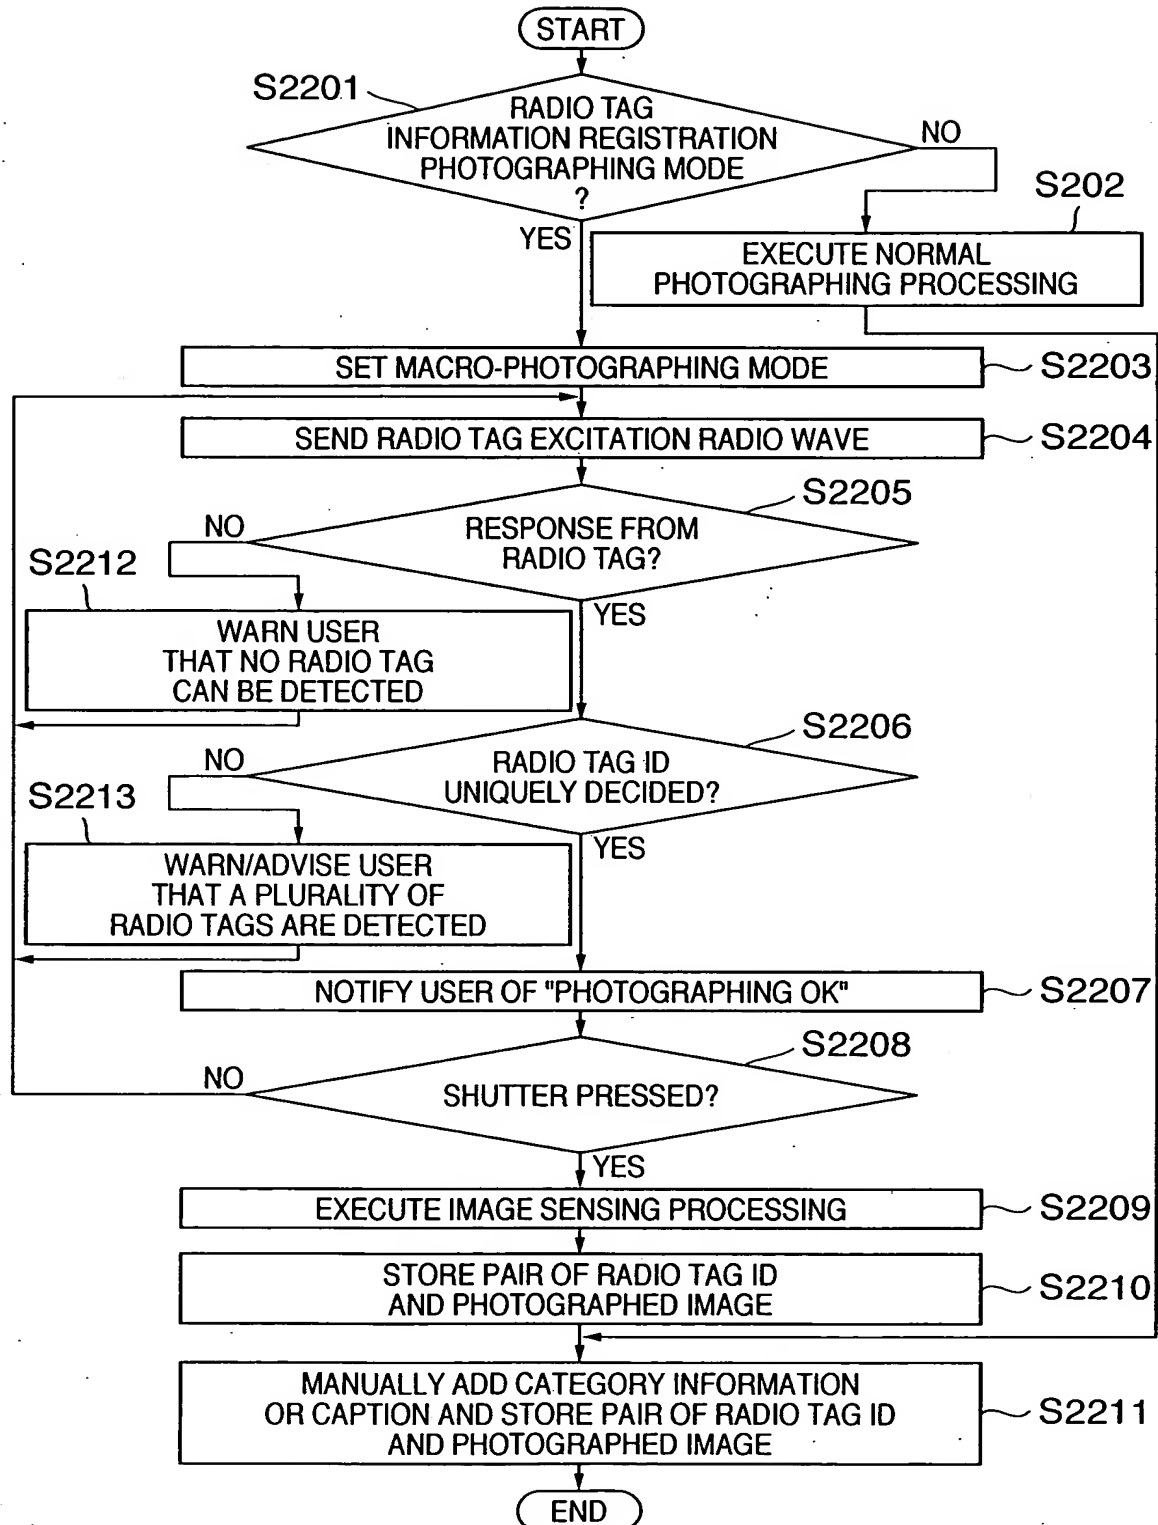 START
S2201
RADIO TAG
INFORMATION REGISTRATION
PHOTOGRAPHING MODE
?
NO
YES
S202
EXECUTE NORMAL
PHOTOGRAPHING PROCESSING
SET MACRO-PHOTOGRAPHING MODE
S2203
SEND RADIO TAG EXCITATION RADIO WAVE
S2204
S2205
RESPONSE FROM
RADIO TAG?
NO
YES
S2212
WARN USER
THAT NO RADIO TAG
CAN BE DETECTED
S2206
RADIO TAG ID
UNIQUELY DECIDED?
NO
YES
S2213
WARN/ADVISE USER
THAT A PLURALITY OF
RADIO TAGS ARE DETECTED
NOTIFY USER OF "PHOTOGRAPHING OK"
S2207
S2208
SHUTTER PRESSED?
NO
YES
EXECUTE IMAGE SENSING PROCESSING
S2209
STORE PAIR OF RADIO TAG ID
AND PHOTOGRAPHED IMAGE
S2210
MANUALLY ADD CATEGORY INFORMATION
OR CAPTION AND STORE PAIR OF RADIO TAG ID
AND PHOTOGRAPHED IMAGE
S2211
END